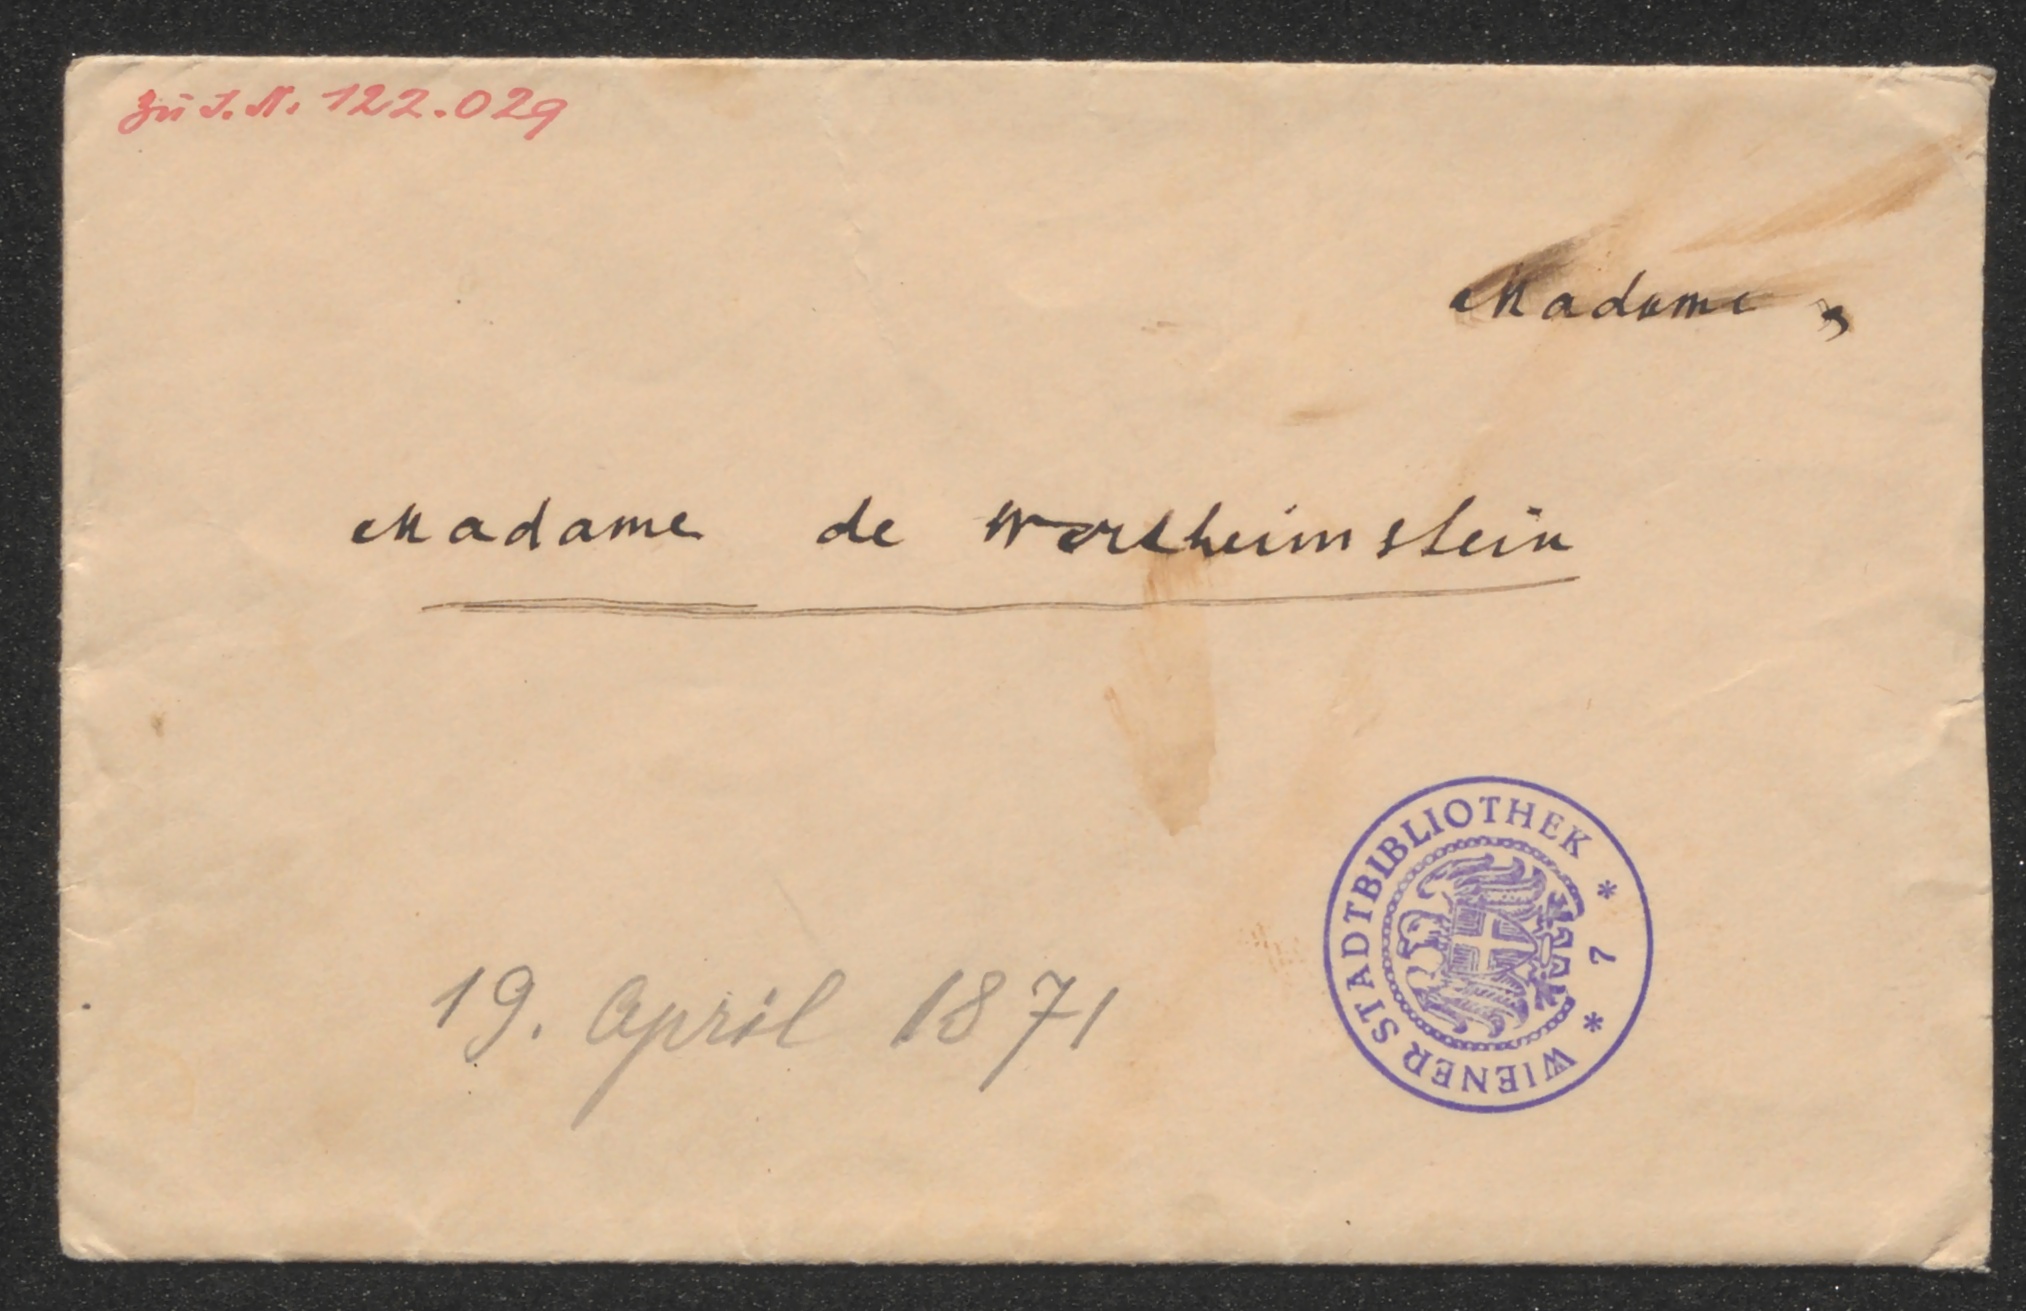 Zu I.N. 122.029
Madame,
Madame de Wertheimstein
19. April 1871
WIENER STADTBIBLIOTHEK * 7 *